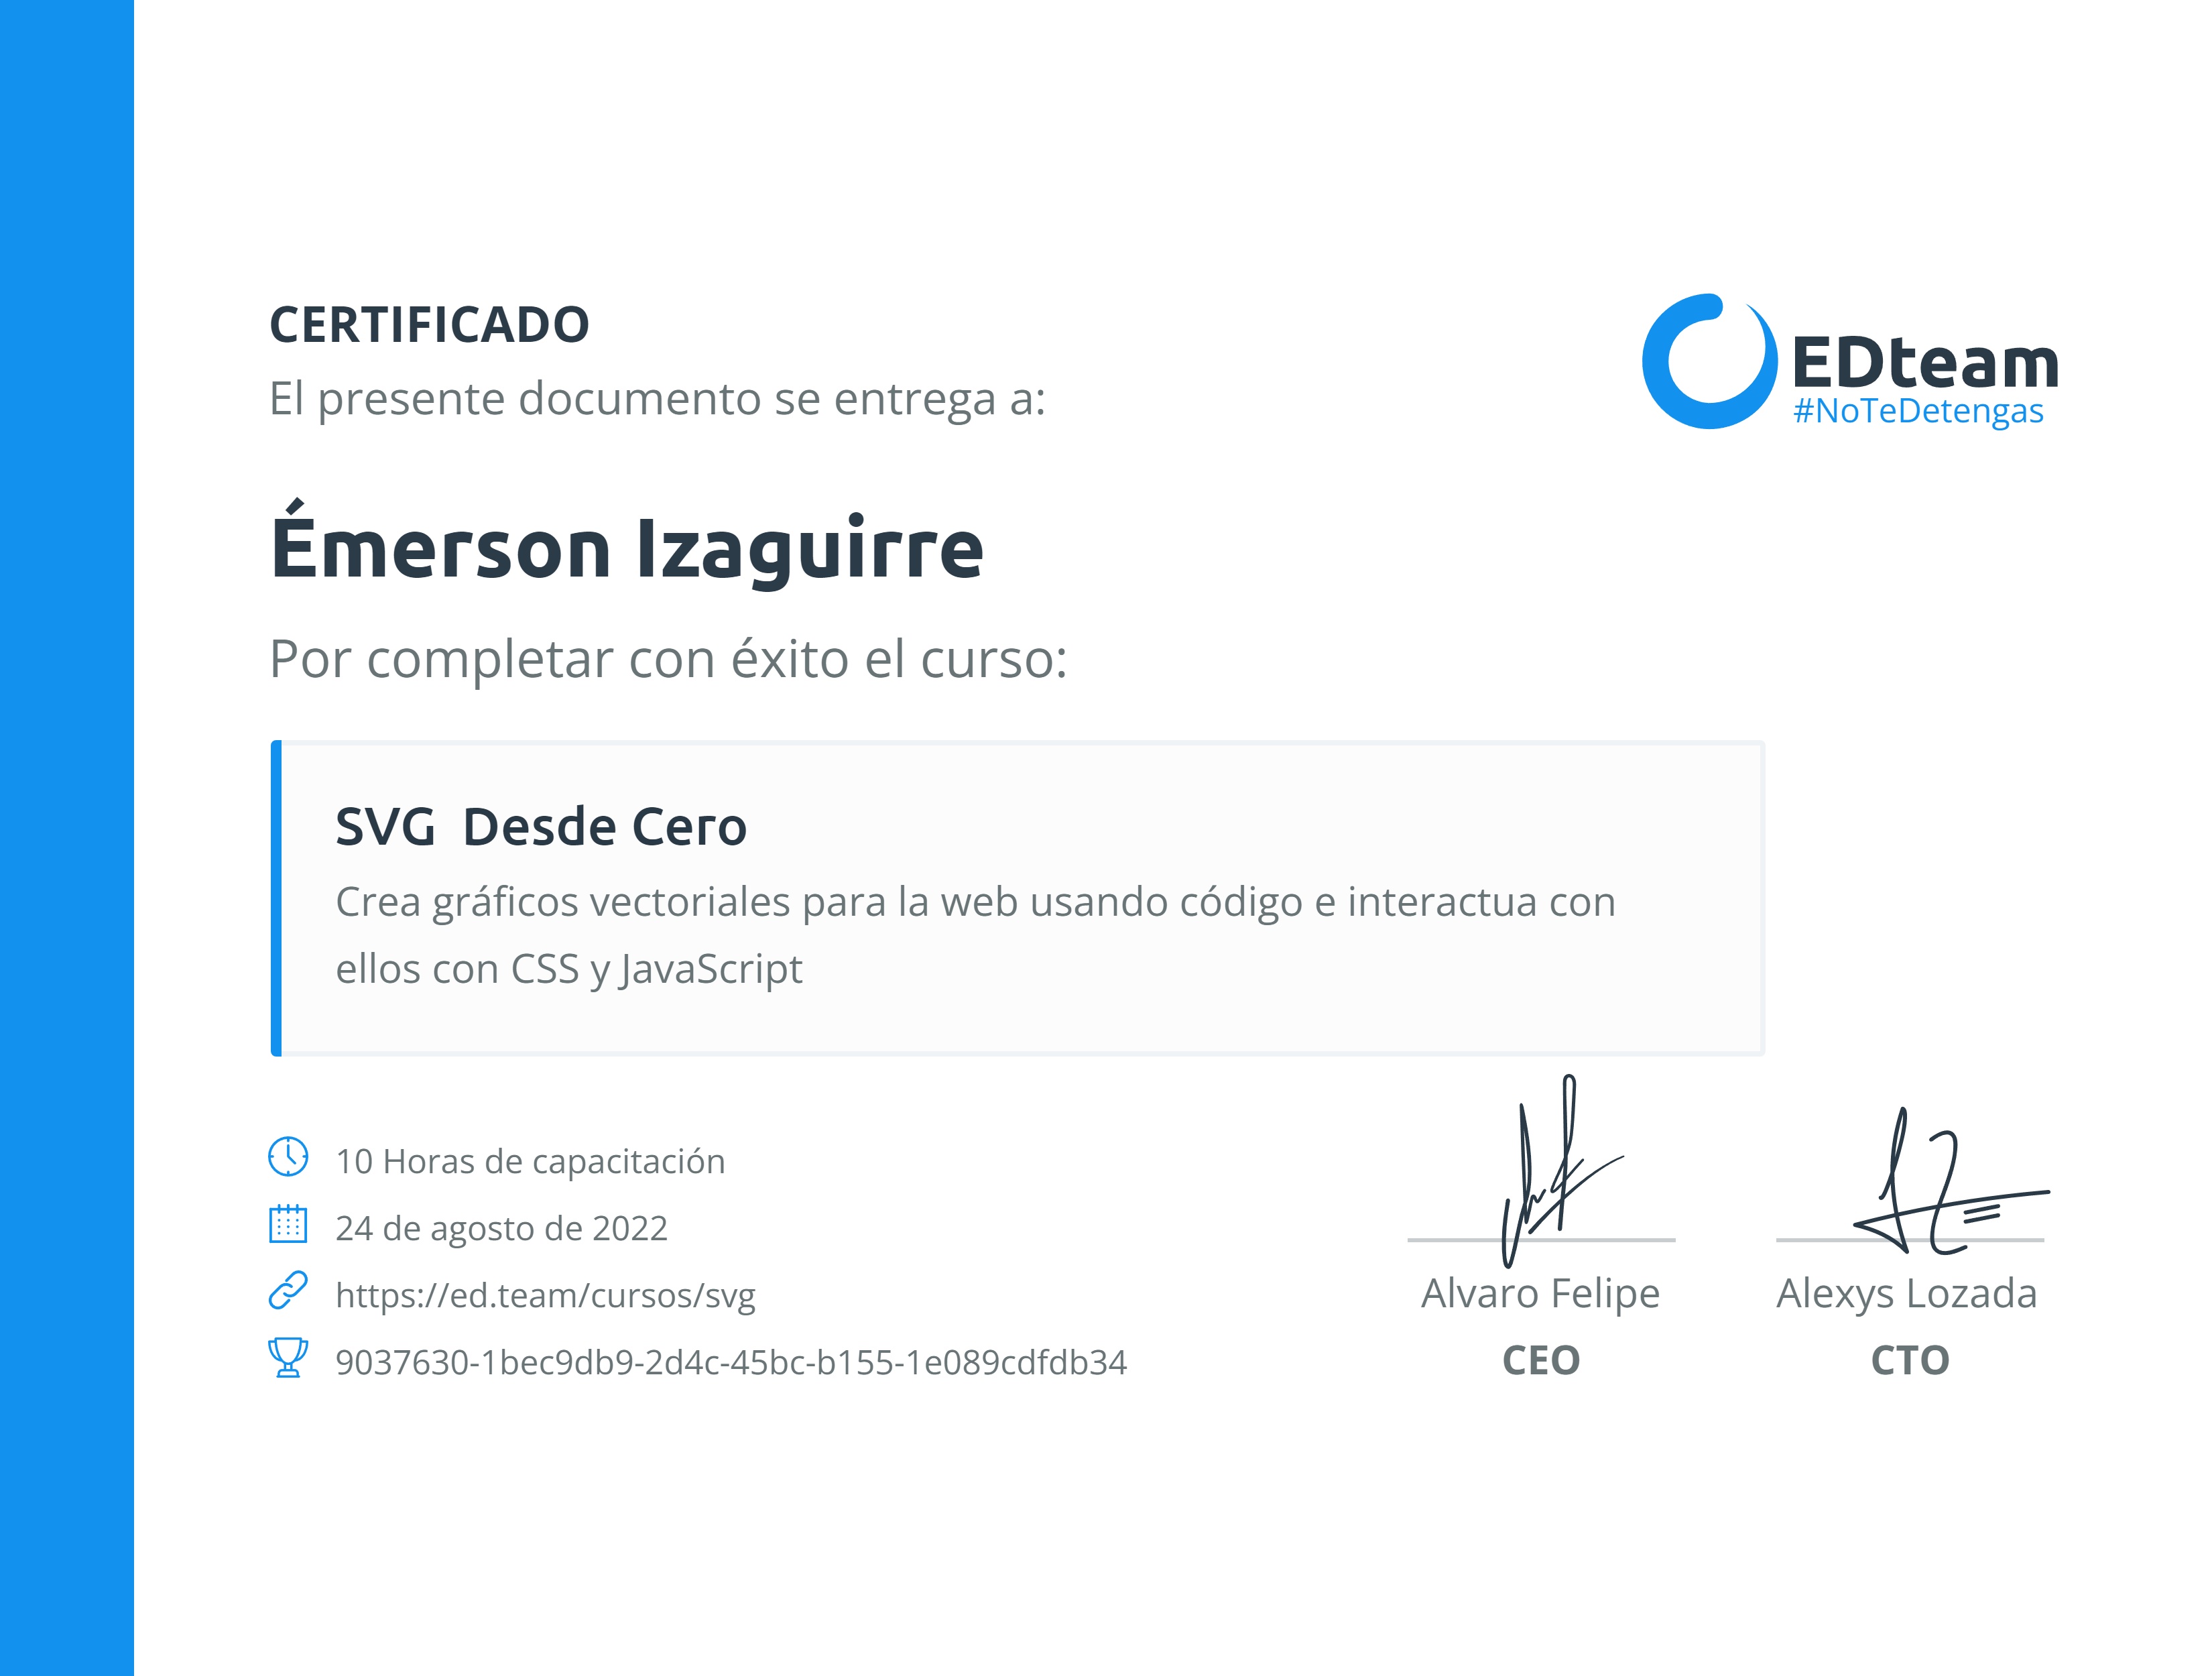 CERTIFICADO
El presente documento se entrega a:
EDteam
#NoTeDetengas
Émerson Izaguirre
Por completar con éxito el curso:
SVG Desde Cero
Crea gráficos vectoriales para la web usando código e interactua con
ellos con CSS y JavaScript
10 Horas de capacitación
24 de agosto de 2022
https://ed.team/cursos/svg
9037630-1bec9db9-2d4c-45bc-b155-1e089cdfdb34
Alvaro Felipe
CEO
Alexys Lozada
CTO